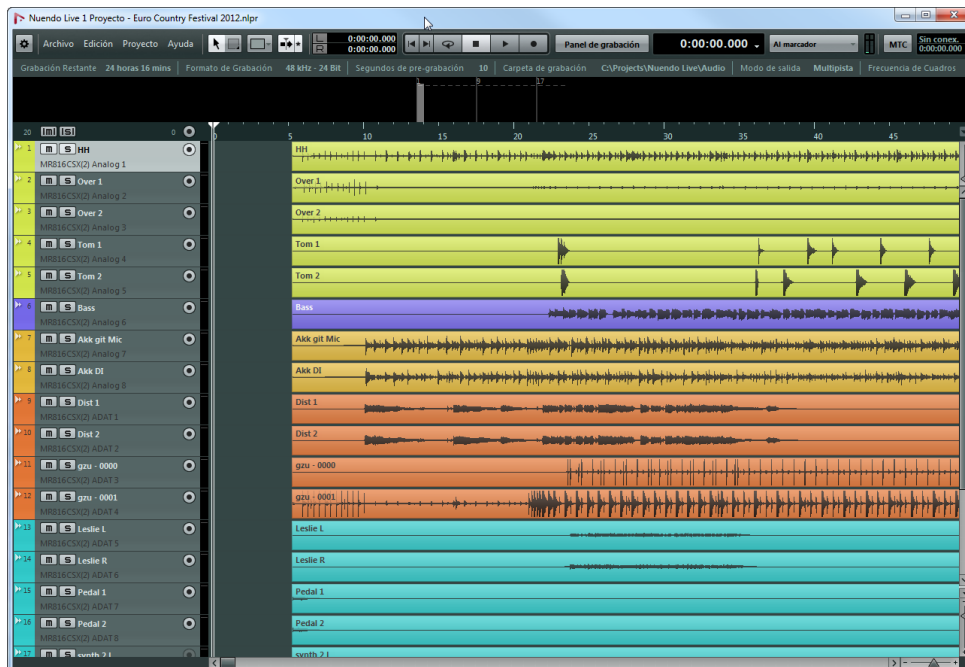 Nuendo Live 1 Proyecto - Euro Country Festival 2012.nlpr
Archivo Edición Proyecto Ayuda L R 0:00:00.000 0:00:00.000 Panel de grabación 0:00:00.000 Al marcador MTC Sin conex. 0:00:00.000
Grabación Restante 24 horas 16 mins Formato de Grabación 48 kHz - 24 Bit Segundos de pre-grabación 10 Carpeta de grabación C:\Projects\Nuendo Live\Audio Modo de salida Multipista Frecuencia de Cuadros
1 9 17
20 [m] [S] 0 0 5 10 15 20 25 30 35 40 45
1 m S HH HH
MR816CSX(2) Analog 1
2 m S Over 1 Over 1
MR816CSX(2) Analog 2
3 m S Over 2 Over 2
MR816CSX(2) Analog 3
4 m S Tom 1 Tom 1
MR816CSX(2) Analog 4
5 m S Tom 2 Tom 2
MR816CSX(2) Analog 5
6 m S Bass Bass
MR816CSX(2) Analog 6
7 m S Akk git Mic Akk git Mic
MR816CSX(2) Analog 7
8 m S Akk DI Akk DI
MR816CSX(2) Analog 8
9 m S Dist 1 Dist 1
MR816CSX(2) ADAT 1
10 m S Dist 2 Dist 2
MR816CSX(2) ADAT 2
11 m S gzu - 0000 gzu - 0000
MR816CSX(2) ADAT 3
12 m S gzu - 0001 gzu - 0001
MR816CSX(2) ADAT 4
13 m S Leslie L Leslie L
MR816CSX(2) ADAT 5
14 m S Leslie R Leslie R
MR816CSX(2) ADAT 6
15 m S Pedal 1 Pedal 1
MR816CSX(2) ADAT 7
16 m S Pedal 2 Pedal 2
MR816CSX(2) ADAT 8
17 m S synth 2 L synth 2 L